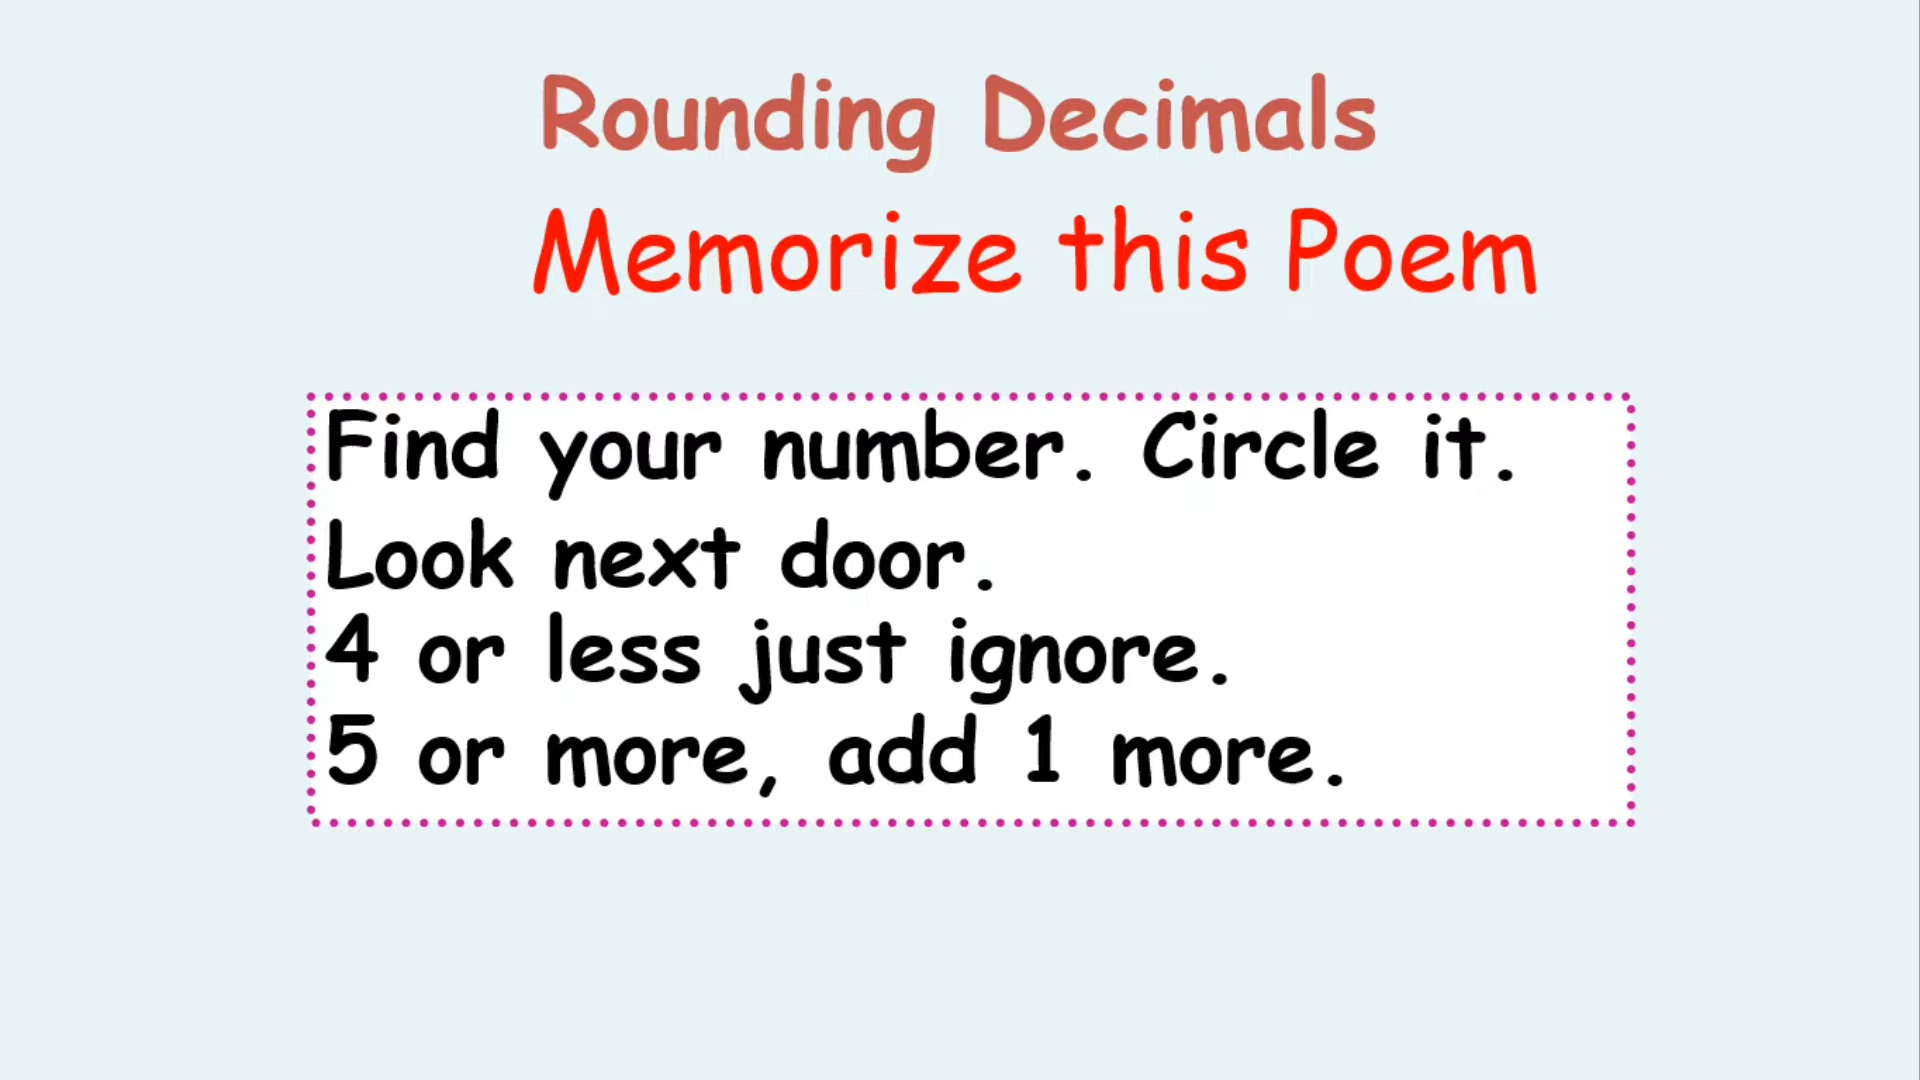 Rounding Decimals
Memorize this Poem
Find your number. Circle it.
Look next door.
4 or less just ignore.
5 or more, add 1 more.